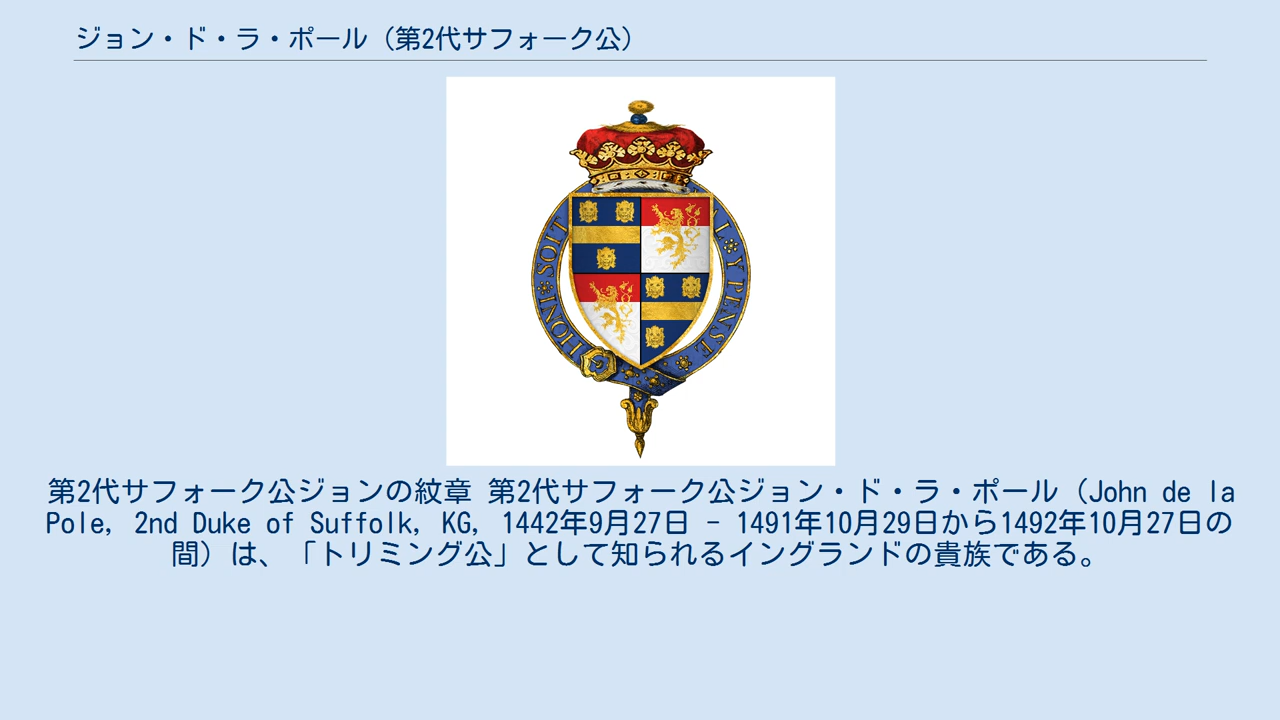 ジョン・ド・ラ・ポール（第2代サフォーク公）
HONI SOIT
L Y PENSE
第2代サフォーク公ジョンの紋章 第2代サフォーク公ジョン・ド・ラ・ポール（John de la
Pole, 2nd Duke of Suffolk, KG, 1442年9月27日 - 1491年10月29日から1492年10月27日の
間）は、「トリミング公」として知られるイングランドの貴族である。